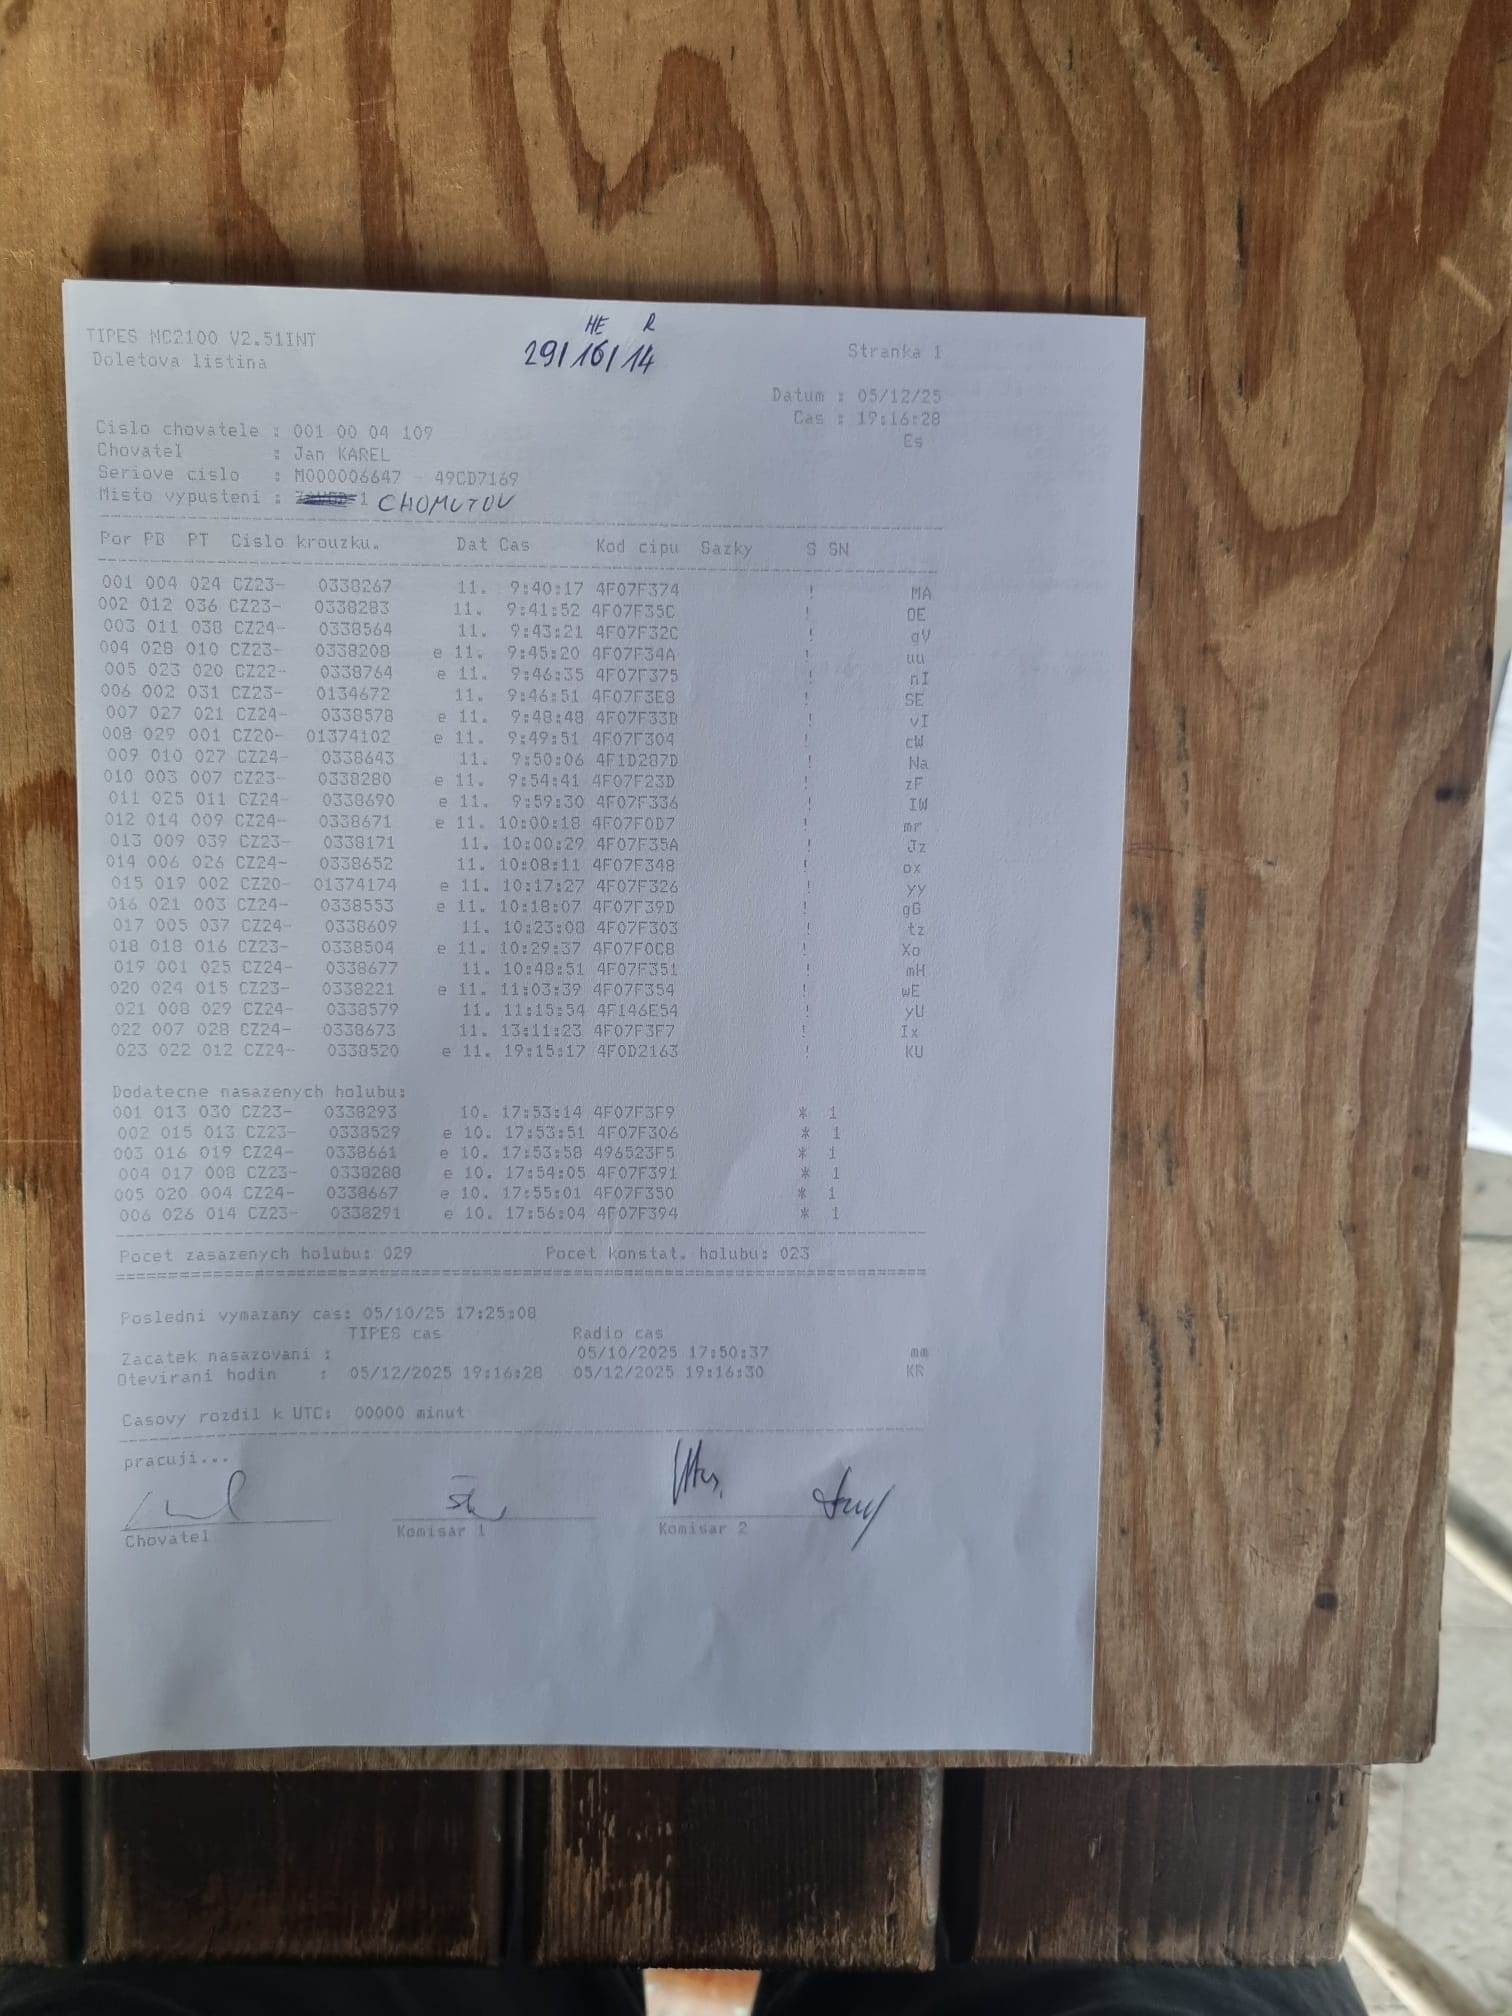 HE R
29/16/14
TIPES MC2100 V2.51INT
Doletova listina
Stranka 1
Datum : 05/12/25
Cas : 19:16:28
Es
Cislo chovatele : 001 00 04 109
Chovatel : Jan KAREL
Seriove cislo : M000006647 - 49CD7169
Misto vypusteni : 1 CHOMUTOV
Por PB PT Cislo krouzku. Dat Cas Kod cipu Sazky S SN
001 004 024 CZ23- 0338267 11. 9:40:17 4F07F374 ! MA
002 012 036 CZ23- 0338283 11. 9:41:52 4F07F35C ! OE
003 011 038 CZ24- 0338564 11. 9:43:21 4F07F32C ! gV
004 028 010 CZ23- 0338208 e 11. 9:45:20 4F07F34A ! uu
005 023 020 CZ22- 0338764 e 11. 9:46:35 4F07F375 ! nI
006 002 031 CZ23- 0134672 11. 9:46:51 4F07F3E8 ! SE
007 027 021 CZ24- 0338578 e 11. 9:48:48 4F07F33B ! vI
008 029 001 CZ20- 01374102 e 11. 9:49:51 4F07F304 ! cW
009 010 027 CZ24- 0338643 11. 9:50:06 4F1D287D ! Na
010 003 007 CZ23- 0338280 e 11. 9:54:41 4F07F23D ! zF
011 025 011 CZ24- 0338690 e 11. 9:59:30 4F07F336 ! IW
012 014 009 CZ24- 0338671 e 11. 10:00:18 4F07F0D7 ! mr
013 009 039 CZ23- 0338171 11. 10:00:29 4F07F35A ! Jz
014 006 026 CZ24- 0338652 11. 10:08:11 4F07F348 ! ox
015 019 002 CZ20- 01374174 e 11. 10:17:27 4F07F326 ! yy
016 021 003 CZ24- 0338553 e 11. 10:18:07 4F07F39D ! gG
017 005 037 CZ24- 0338609 11. 10:23:08 4F07F303 ! tz
018 018 016 CZ23- 0338504 e 11. 10:29:37 4F07F0C8 ! Xo
019 001 025 CZ24- 0338677 11. 10:48:51 4F07F351 ! mH
020 024 015 CZ23- 0338221 e 11. 11:03:39 4F07F354 ! wE
021 008 029 CZ24- 0338579 11. 11:15:54 4F146E54 ! yU
022 007 028 CZ24- 0338673 11. 13:11:23 4F07F3F7 ! Ix
023 022 012 CZ24- 0338520 e 11. 19:15:17 4F0D2163 ! KU
Dodatecne nasazenych holubu:
001 013 030 CZ23- 0338293 10. 17:53:14 4F07F3F9 * 1
002 015 013 CZ23- 0338529 e 10. 17:53:51 4F07F306 * 1
003 016 019 CZ24- 0338661 e 10. 17:53:58 496523F5 * 1
004 017 008 CZ23- 0338288 e 10. 17:54:05 4F07F391 * 1
005 020 004 CZ24- 0338667 e 10. 17:55:01 4F07F350 * 1
006 026 014 CZ23- 0338291 e 10. 17:56:04 4F07F394 * 1
Pocet zasazenych holubu: 029 Pocet konstat. holubu: 023
Posledni vymazany cas: 05/10/25 17:25:08
TIPES cas Radio cas
Zacatek nasazovani : 05/10/2025 17:50:37 mm
Otevirani hodin : 05/12/2025 19:16:28 05/12/2025 19:16:30 KR
Casovy rozdil k UTC: 00000 minut
pracuji...
Chovatel Komisar 1 Komisar 2